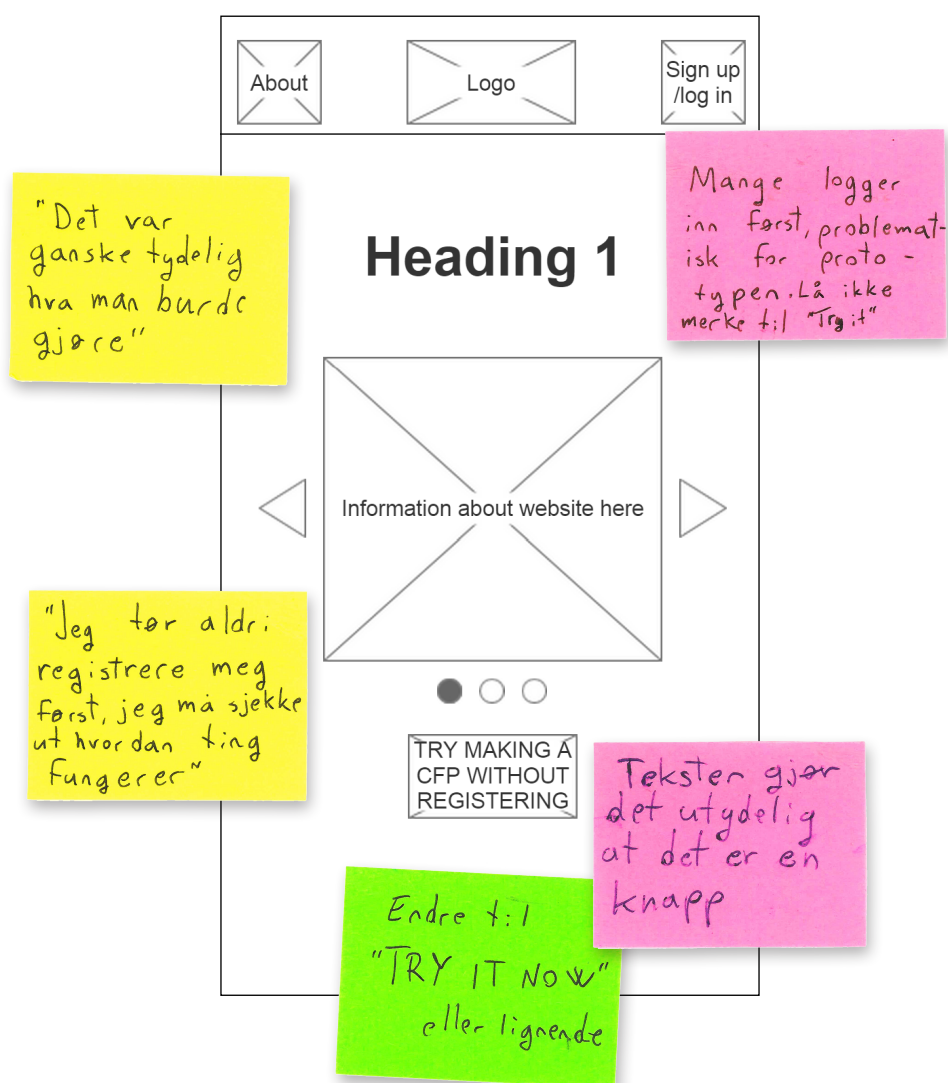 About
Logo
Sign up
/log in
Heading 1
"Det var
ganske tydelig
hva man burde
gjøre"
Mange logger
inn først, problemat-
isk for proto-
typen. Lå ikke
merke til "Try it"
Information about website here
"Jeg tør aldri
registrere meg
først, jeg må sjekke
ut hvordan ting
fungerer"
TRY MAKING A
CFP WITHOUT
REGISTERING
Teksten gjør
det utydelig
at det er en
knapp
Endre til
"TRY IT NOW"
eller lignende